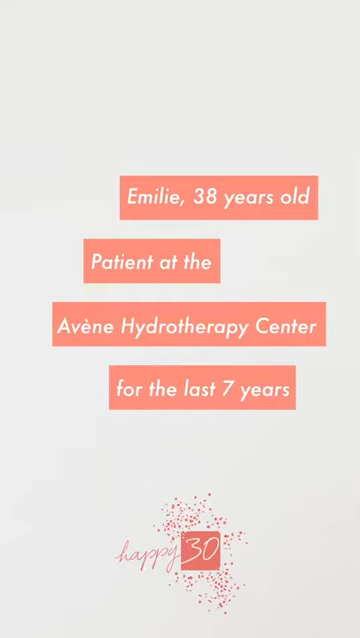 Emilie, 38 years old
Patient at the
Avène Hydrotherapy Center
for the last 7 years
happy 30